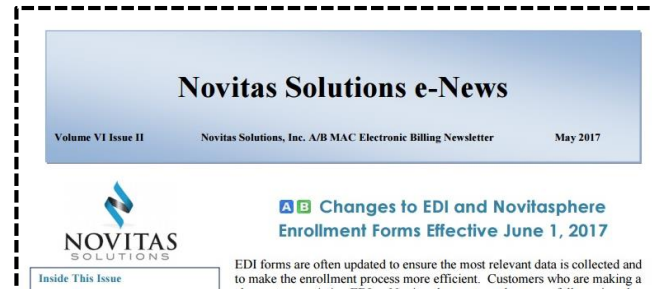 Novitas Solutions e-News
Volume VI Issue II Novitas Solutions, Inc. A/B MAC Electronic Billing Newsletter May 2017
NOVITAS
SOLUTIONS
Inside This Issue
A B Changes to EDI and Novitasphere
Enrollment Forms Effective June 1, 2017
EDI forms are often updated to ensure the most relevant data is collected and
to make the enrollment process more efficient. Customers who are making a